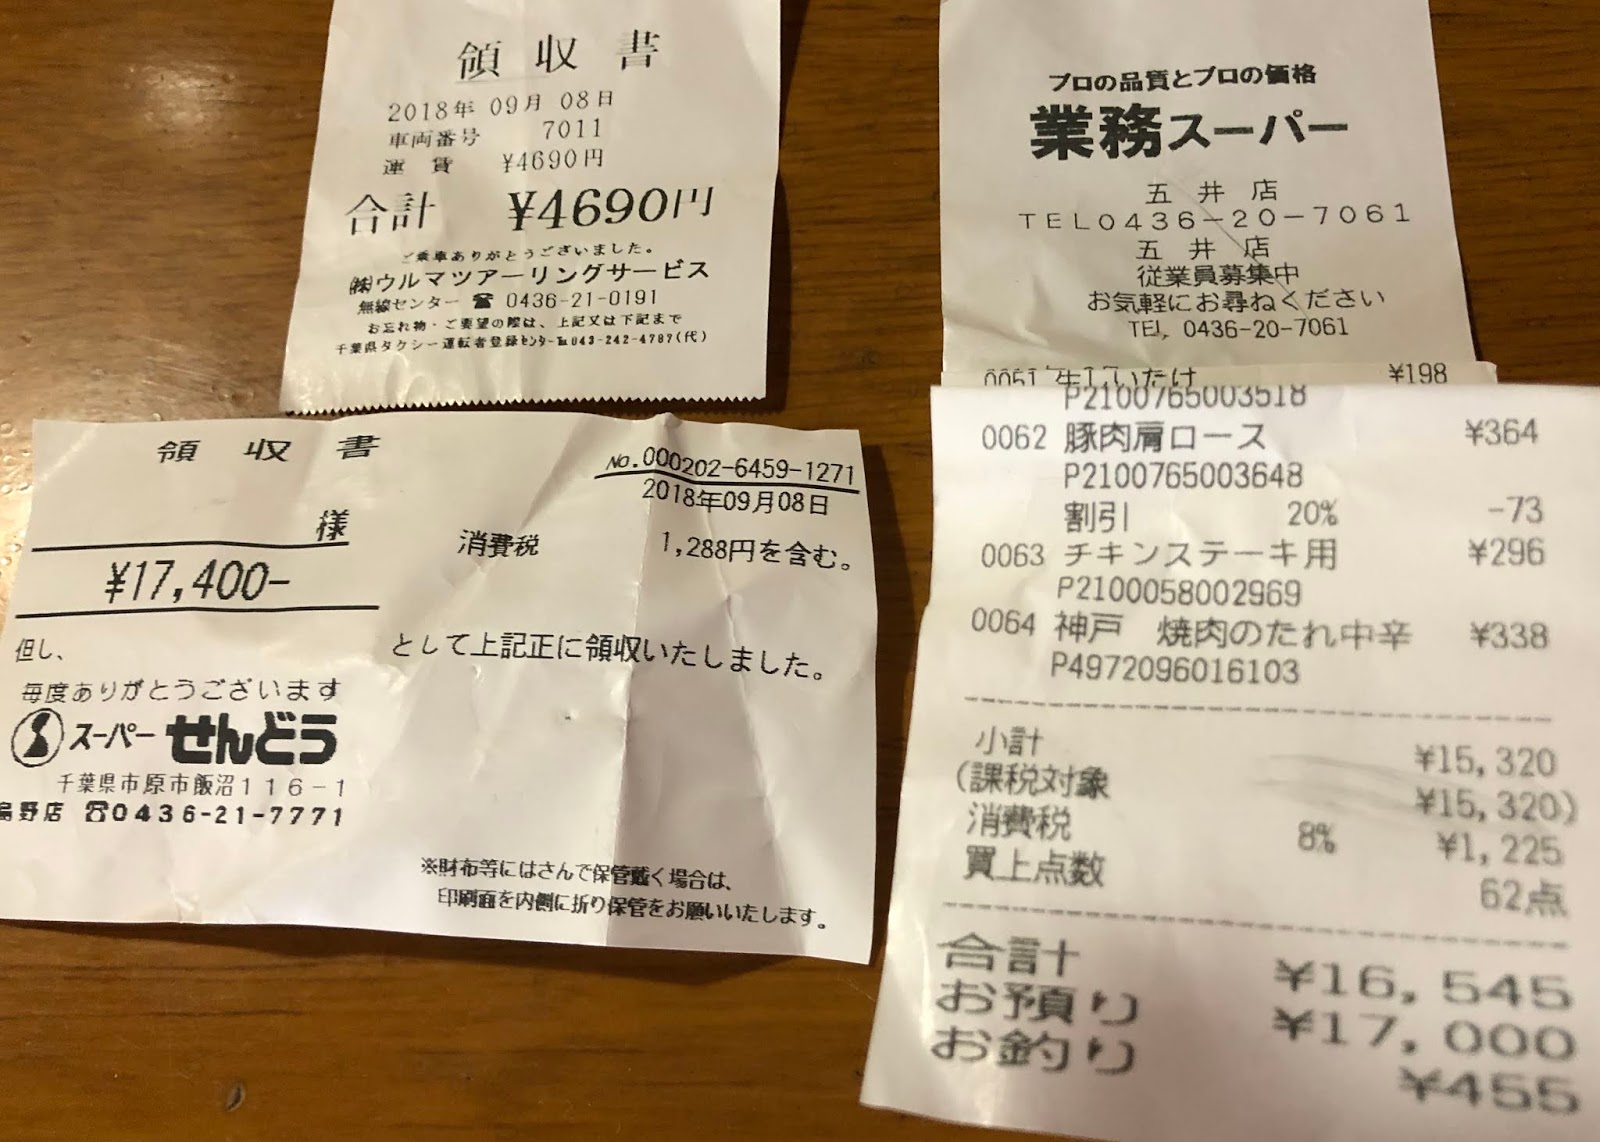 領収書
2018年 09月 08日
車両番号 7011
運賃 ¥4690円
合計 ¥4690円
ご乗車ありがとうございました。
㈱ウルマツアーリングサービス
無線センター ☎ 0436-21-0191
お忘れ物・ご要望の際は、上記又は下記まで
千葉県タクシー運転者登録センター℡043-242-4787(代)
領収書
No.000202-6459-1271
2018年09月08日
様
消費税 1,288円を含む。
¥17,400-
但し、 として上記正に領収いたしました。
毎度ありがとうございます
スーパーせんどう
千葉県市原市飯沼116-1
島野店 ☎0436-21-7771
※財布等にはさんで保管戴く場合は、
印刷面を内側に折り保管をお願いいたします。
プロの品質とプロの価格
業務スーパー
五井店
TEL0436-20-7061
五井店
従業員募集中
お気軽にお尋ねください
TEL, 0436-20-7061
0051 生しいたけ ¥198
P2100765003518
0062 豚肉肩ロース ¥364
P2100765003648
割引 20% -73
0063 チキンステーキ用 ¥296
P2100058002969
0064 神戸 焼肉のたれ中辛 ¥338
P4972096016103
小計 ¥15,320
(課税対象 ¥15,320)
消費税 8% ¥1,225
買上点数 62点
合計 ¥16,545
お預り ¥17,000
お釣り ¥455